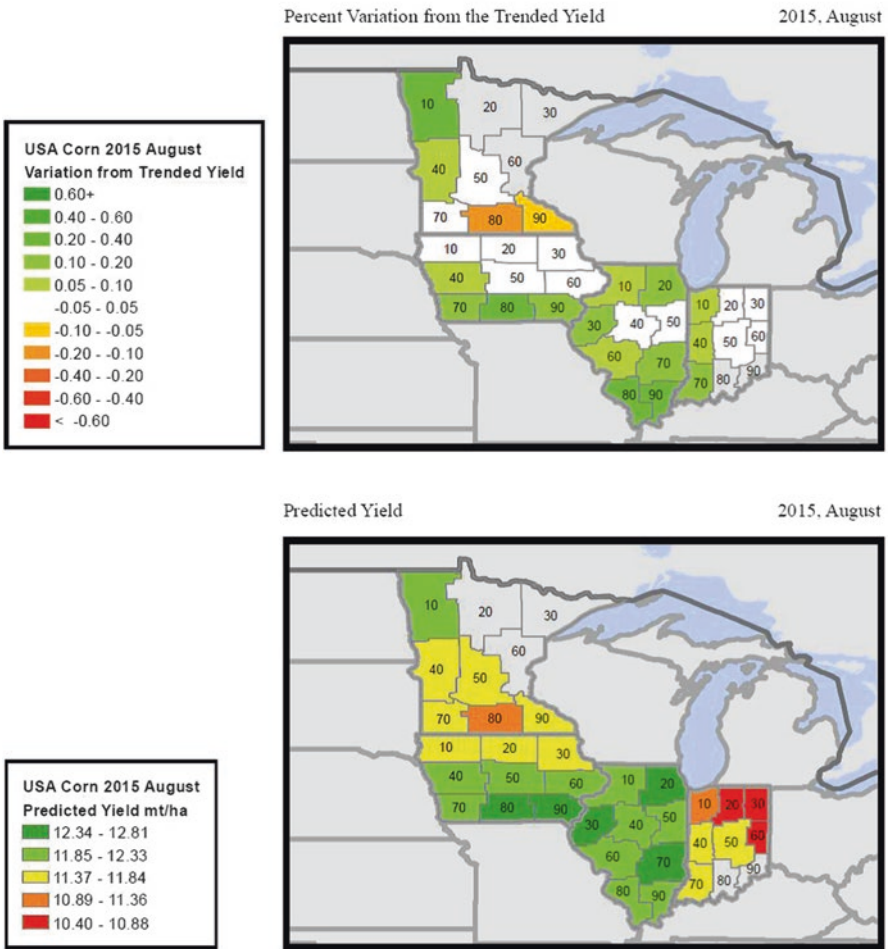 Percent Variation from the Trended Yield 2015, August
USA Corn 2015 August
Variation from Trended Yield
0.60+
0.40 - 0.60
0.20 - 0.40
0.10 - 0.20
0.05 - 0.10
-0.05 - 0.05
-0.10 - -0.05
-0.20 - -0.10
-0.40 - -0.20
-0.60 - -0.40
< -0.60
10 20 30
40 50 60
70 80 90
10 20 30
40 50 60
70 80 90
10 20
30 40 50
60 70
80 90
10 20 30
40 50 60
70 80 90
Predicted Yield 2015, August
USA Corn 2015 August
Predicted Yield mt/ha
12.34 - 12.81
11.85 - 12.33
11.37 - 11.84
10.89 - 11.36
10.40 - 10.88
10 20 30
40 50 60
70 80 90
10 20 30
40 50 60
70 80 90
10 20
30 40 50
60 70
80 90
10 20 30
40 50 60
70 80 90